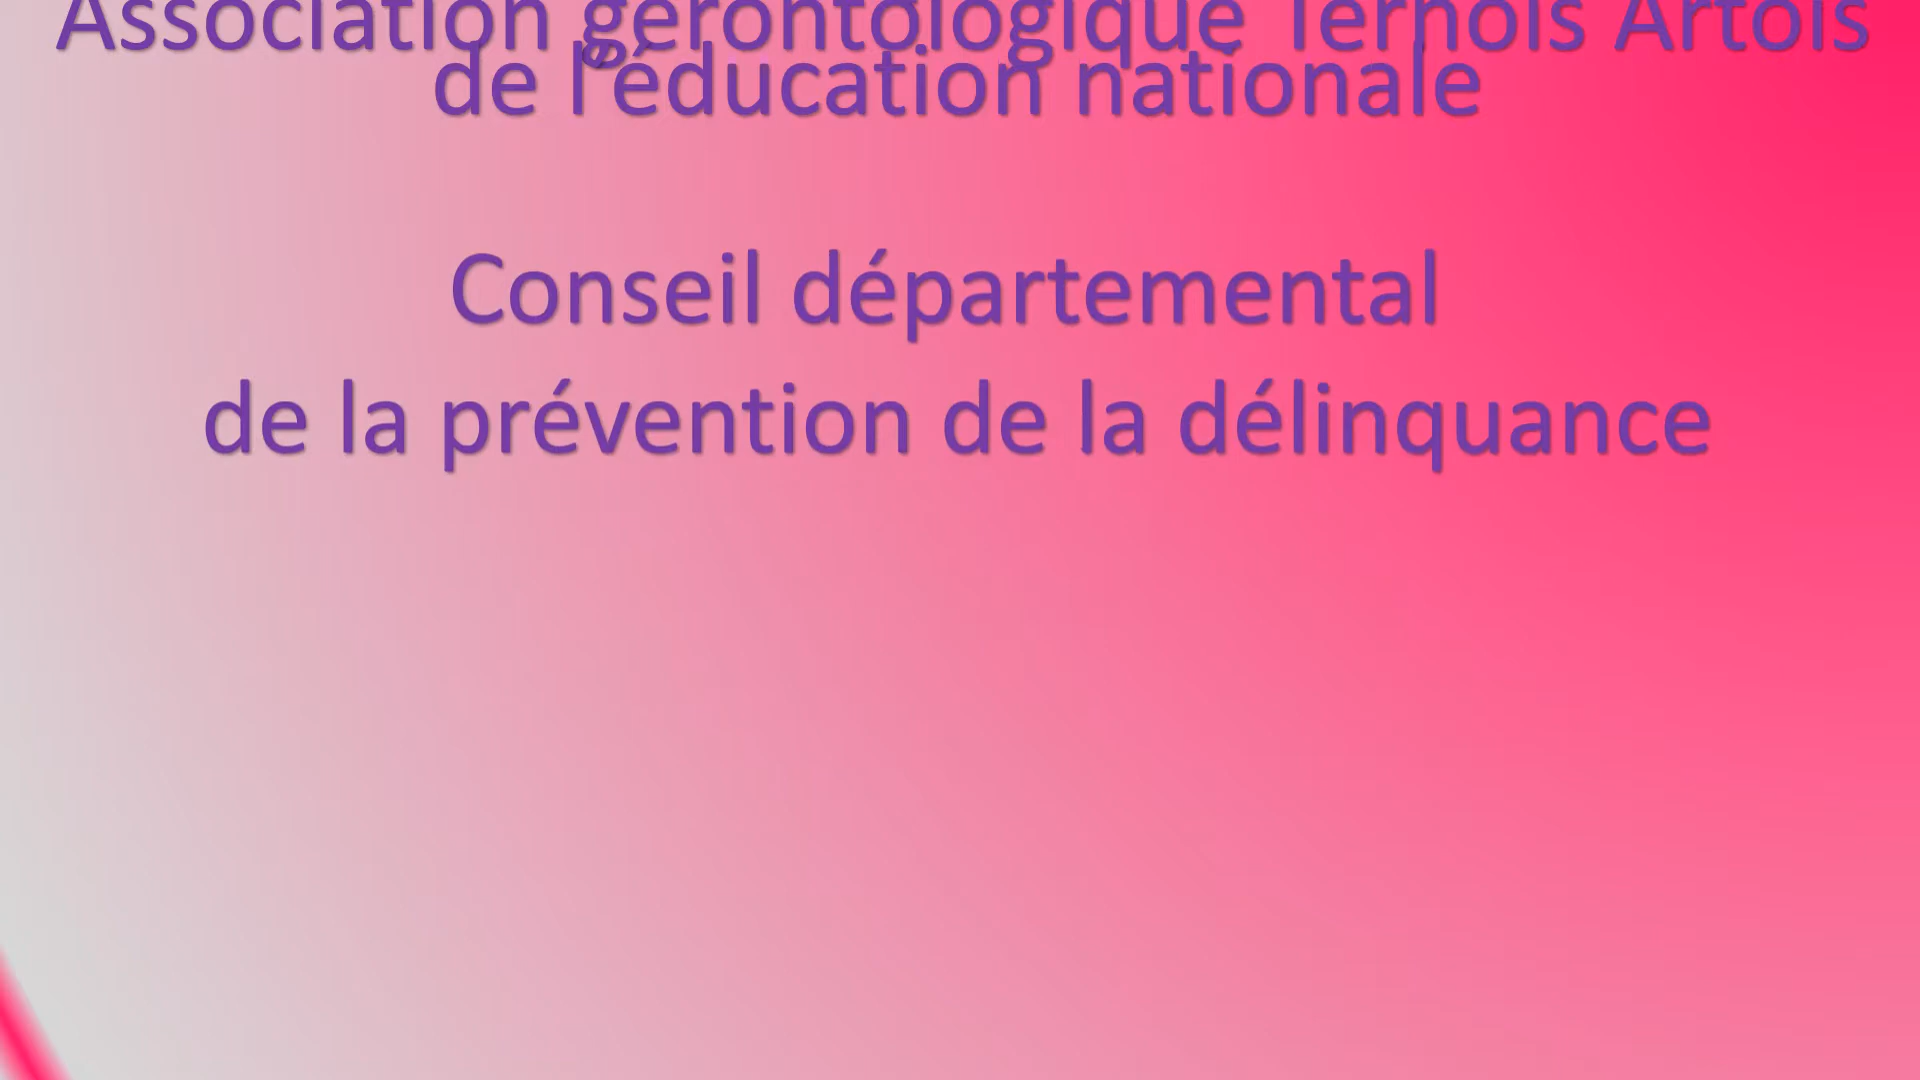 Association gérontologique Ternois Artois
de l'éducation nationale
Conseil départemental
de la prévention de la délinquance